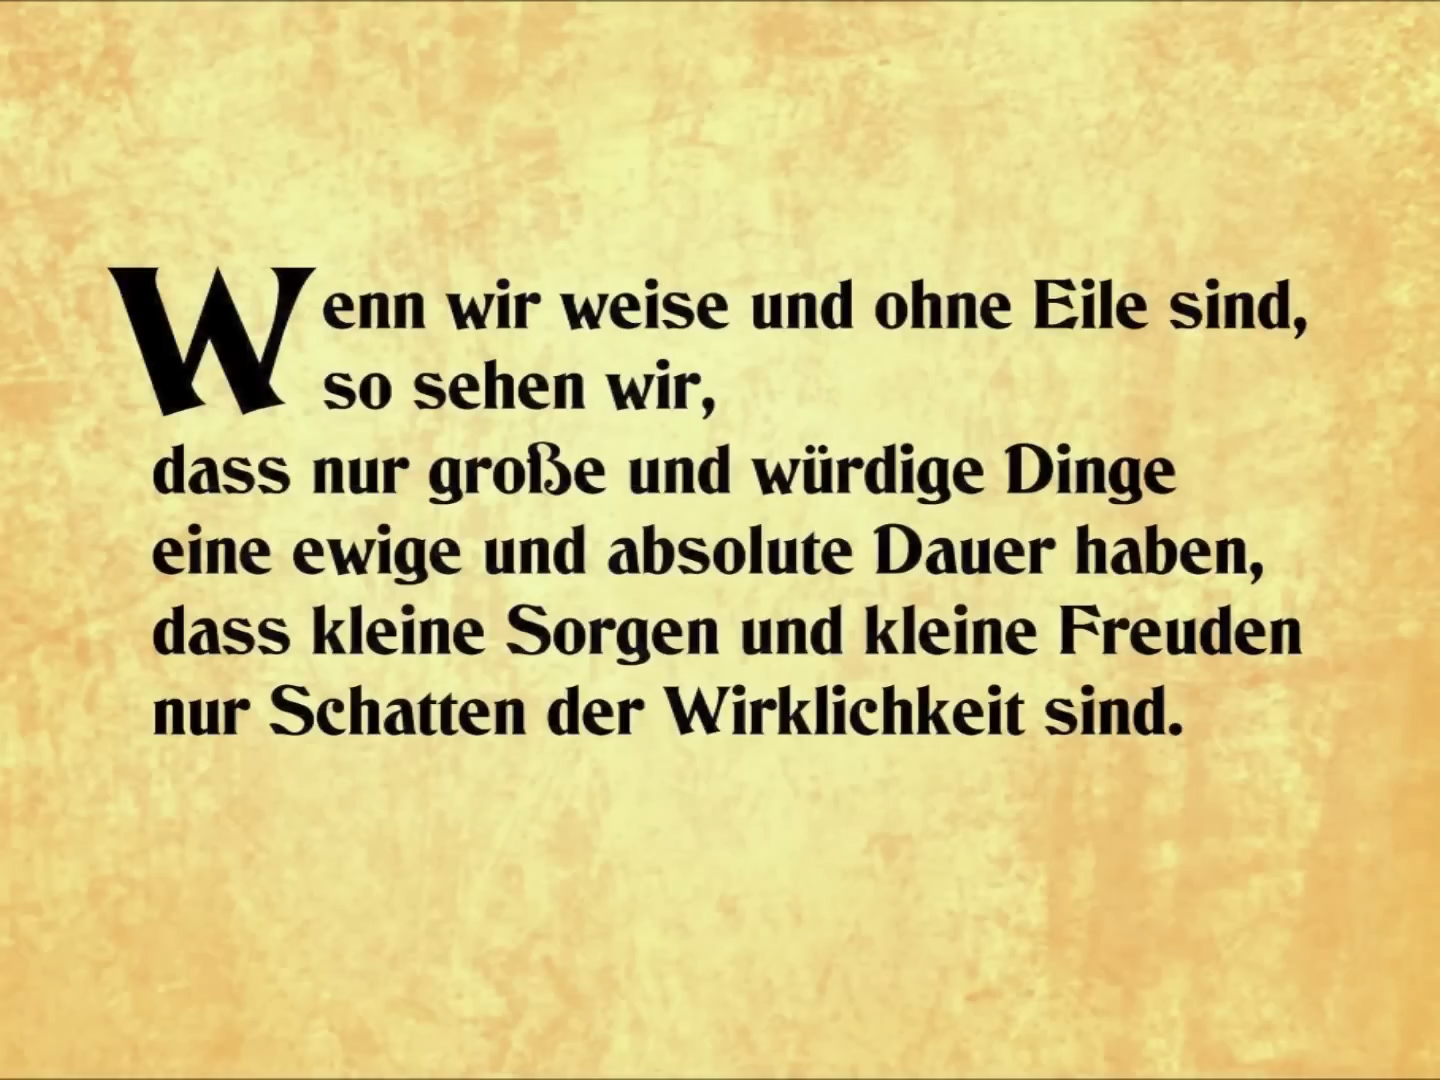 Wenn wir weise und ohne Eile sind,
so sehen wir,
dass nur große und würdige Dinge
eine ewige und absolute Dauer haben,
dass kleine Sorgen und kleine Freuden
nur Schatten der Wirklichkeit sind.